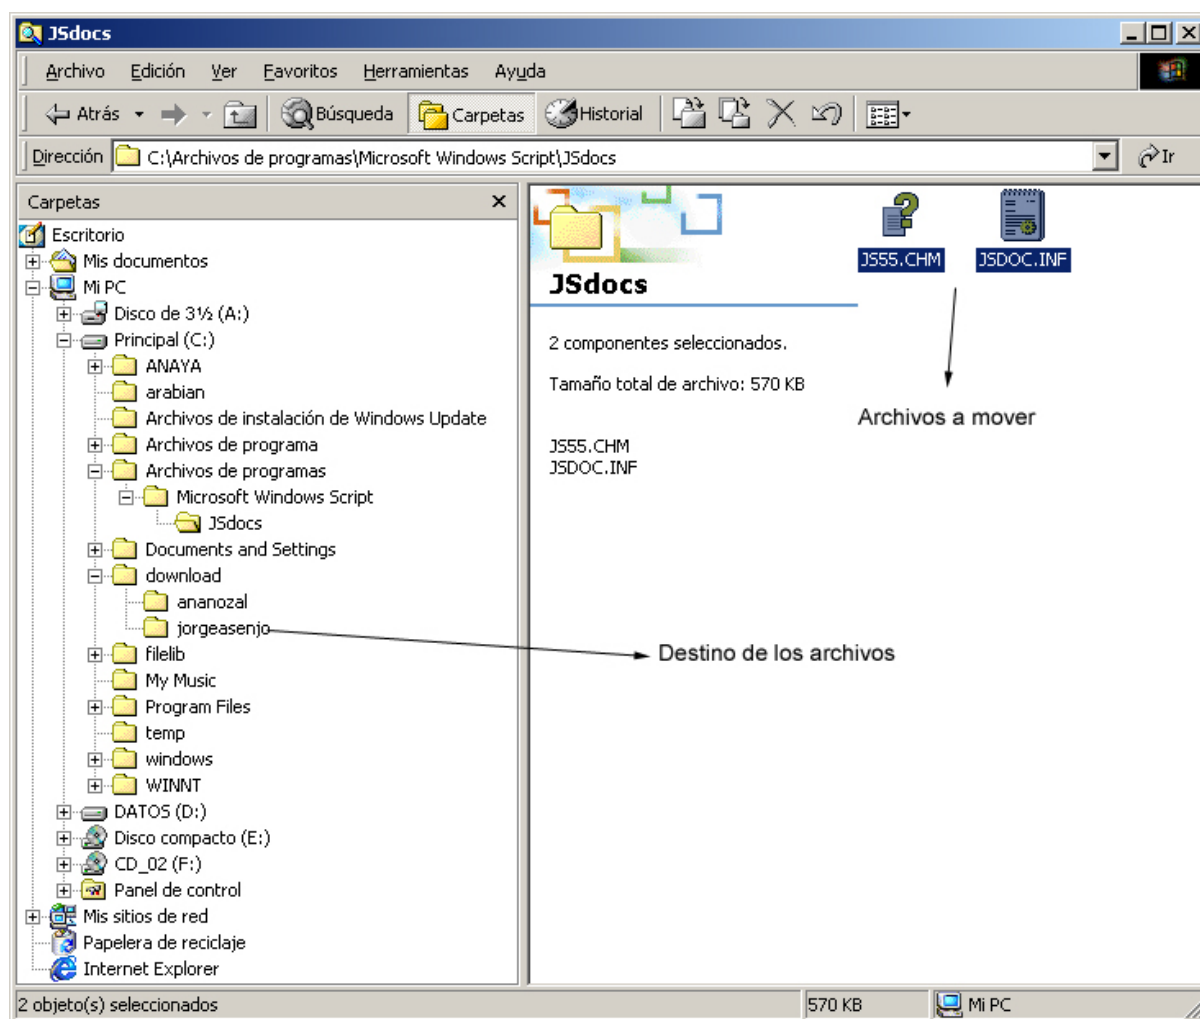 JSdocs
Archivo Edición Ver Favoritos Herramientas Ayuda
Atrás Búsqueda Carpetas Historial
Dirección C:\Archivos de programas\Microsoft Windows Script\JSdocs Ir
Carpetas
Escritorio
Mis documentos
Mi PC
Disco de 3½ (A:)
Principal (C:)
ANAYA
arabian
Archivos de instalación de Windows Update
Archivos de programa
Archivos de programas
Microsoft Windows Script
JSdocs
Documents and Settings
download
ananozal
jorgeasenjo
filelib
My Music
Program Files
temp
windows
WINNT
DATOS (D:)
Disco compacto (E:)
CD_02 (F:)
Panel de control
Mis sitios de red
Papelera de reciclaje
Internet Explorer
JS55.CHM JSDOC.INF
JSdocs
2 componentes seleccionados.
Tamaño total de archivo: 570 KB
Archivos a mover
JS55.CHM
JSDOC.INF
Destino de los archivos
2 objeto(s) seleccionados 570 KB Mi PC